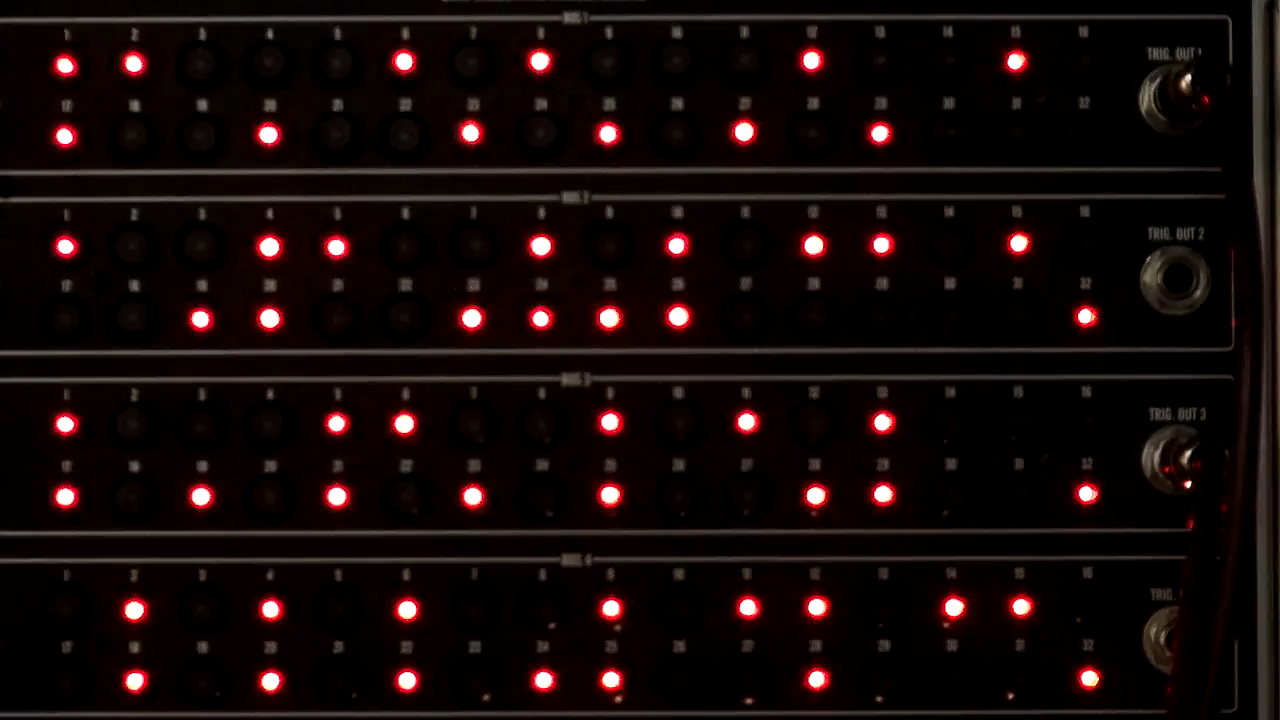 1 2 3 4 5 6 7 8 9 10 11 12 13 14 15 16
TRIG. OUT 1
17 18 19 20 21 22 23 24 25 26 27 28 29 30 31 32
1 2 3 4 5 6 7 8 9 10 11 12 13 14 15 16
TRIG. OUT 2
17 18 19 20 21 22 23 24 25 26 27 28 29 30 31 32
1 2 3 4 5 6 7 8 9 10 11 12 13 14 15 16
TRIG. OUT 3
17 18 19 20 21 22 23 24 25 26 27 28 29 30 31 32
1 2 3 4 5 6 7 8 9 10 11 12 13 14 15 16
TRIG.
17 18 19 20 21 22 23 24 25 26 27 28 29 30 31 32